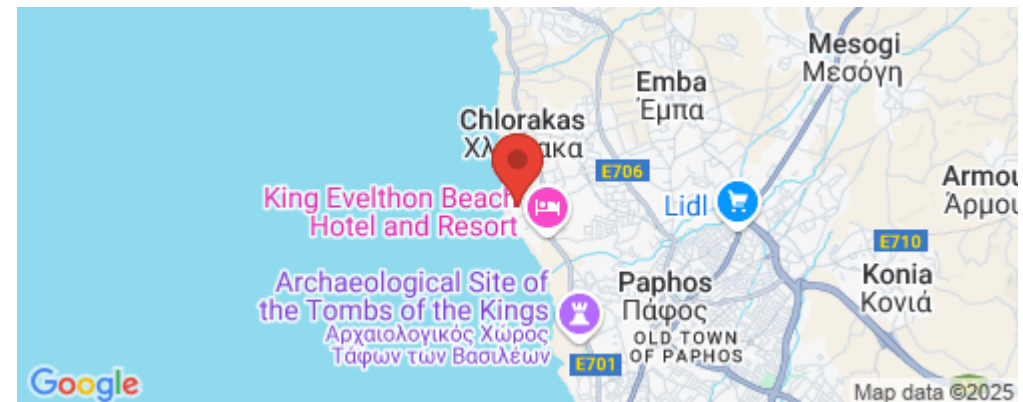 Mesogi
Μεσόγη
Emba
Έμπα
Chlorakas
E706
Armou
Άρμου
King Evelthon Beach
Hotel and Resort
Lidl
E710
Archaeological Site of
the Tombs of the Kings
Αρχαιολογικός Χώρος
Τάφων των Βασιλέων
Paphos
Πάφος
Konia
Κονιά
OLD TOWN
OF PAPHOS
E701
Google
Map data ©2025